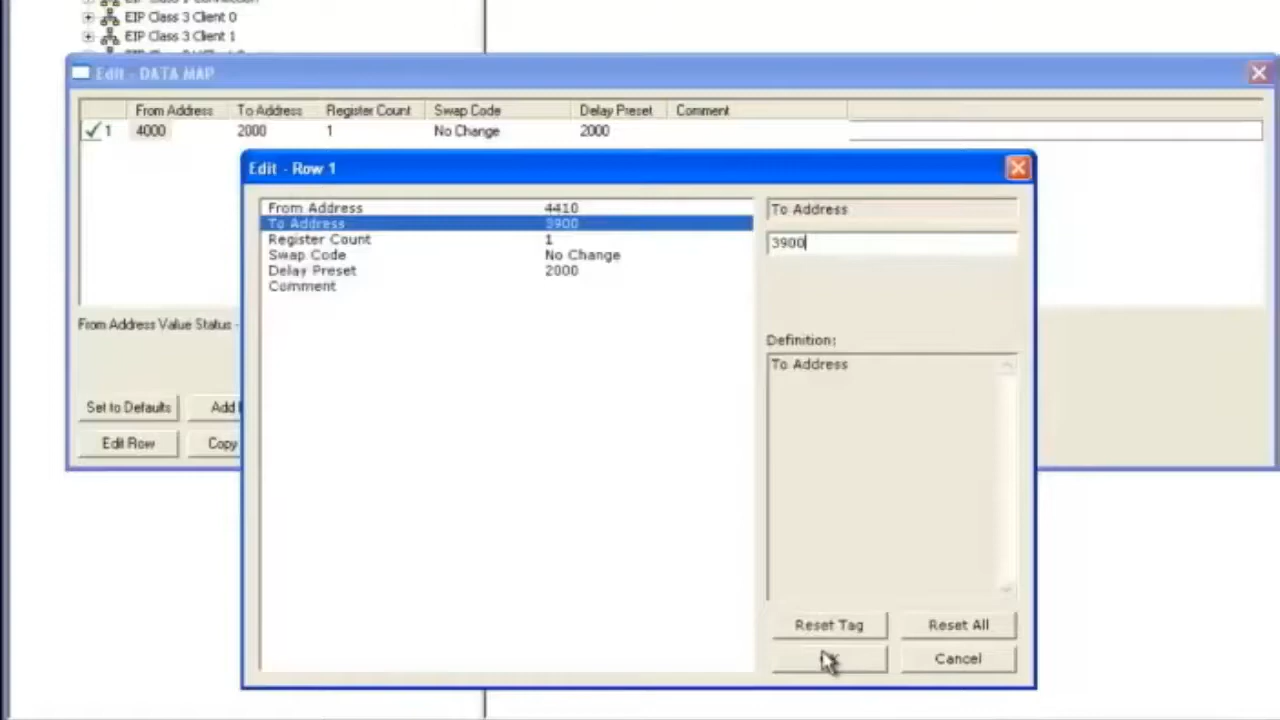 EIP Class 3 Client 0
EIP Class 3 Client 1
Edit - DATA MAP
From Address To Address Register Count Swap Code Delay Preset Comment
1 4000 2000 1 No Change 2000
Edit - Row 1
From Address 4410
To Address 3900
Register Count 1
Swap Code No Change
Delay Preset 2000
Comment
To Address
3900
Definition:
To Address
From Address Value Status -
Set to Defaults Add
Edit Row Copy
Reset Tag Reset All
Cancel